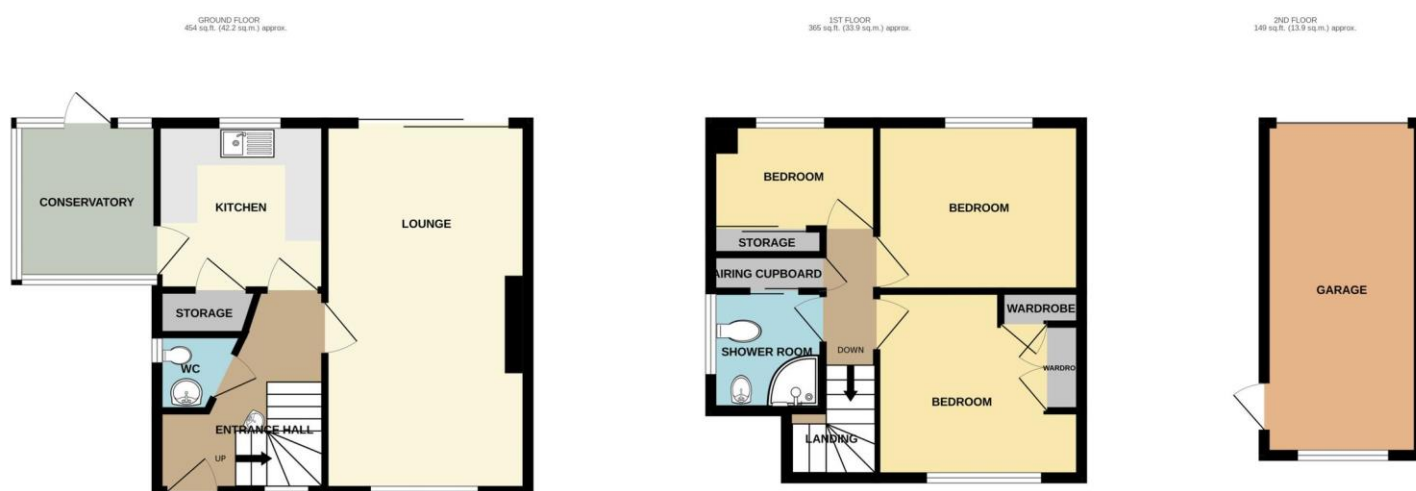 GROUND FLOOR
454 sq.ft. (42.2 sq.m.) approx.
CONSERVATORY
KITCHEN
LOUNGE
STORAGE
WC
ENTRANCE HALL
UP
1ST FLOOR
365 sq.ft. (33.9 sq.m.) approx.
BEDROOM
BEDROOM
STORAGE
AIRING CUPBOARD
WARDROBE
SHOWER ROOM
DOWN
WARDRO
BEDROOM
LANDING
2ND FLOOR
149 sq.ft. (13.9 sq.m.) approx.
GARAGE